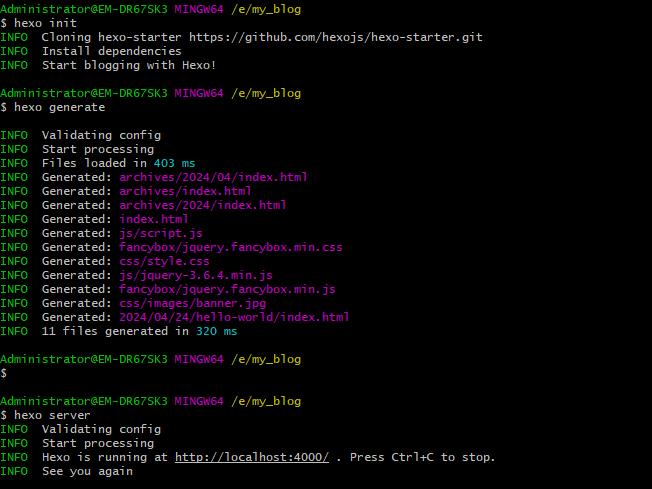 Administrator@EM-DR67SK3 MINGW64 /e/my_blog
$ hexo init
INFO  Cloning hexo-starter https://github.com/hexojs/hexo-starter.git
INFO  Install dependencies
INFO  Start blogging with Hexo!
Administrator@EM-DR67SK3 MINGW64 /e/my_blog
$ hexo generate
INFO  Validating config
INFO  Start processing
INFO  Files loaded in 403 ms
INFO  Generated: archives/2024/04/index.html
INFO  Generated: archives/index.html
INFO  Generated: archives/2024/index.html
INFO  Generated: index.html
INFO  Generated: js/script.js
INFO  Generated: fancybox/jquery.fancybox.min.css
INFO  Generated: css/style.css
INFO  Generated: js/jquery-3.6.4.min.js
INFO  Generated: fancybox/jquery.fancybox.min.js
INFO  Generated: css/images/banner.jpg
INFO  Generated: 2024/04/24/hello-world/index.html
INFO  11 files generated in 320 ms
Administrator@EM-DR67SK3 MINGW64 /e/my_blog
$
Administrator@EM-DR67SK3 MINGW64 /e/my_blog
$ hexo server
INFO  Validating config
INFO  Start processing
INFO  Hexo is running at http://localhost:4000/ . Press Ctrl+C to stop.
INFO  See you again